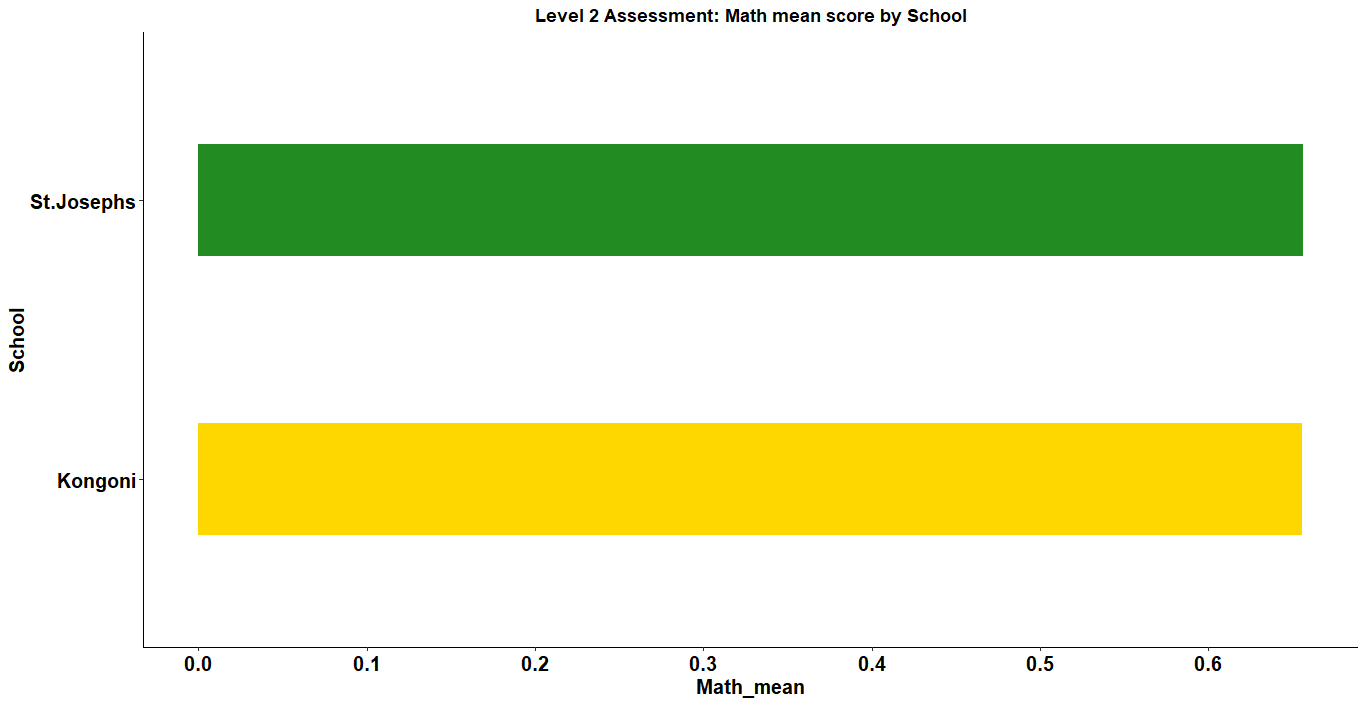 Level 2 Assessment: Math mean score by School
St.Josephs
School
Kongoni
0.0 0.1 0.2 0.3 0.4 0.5 0.6
Math_mean